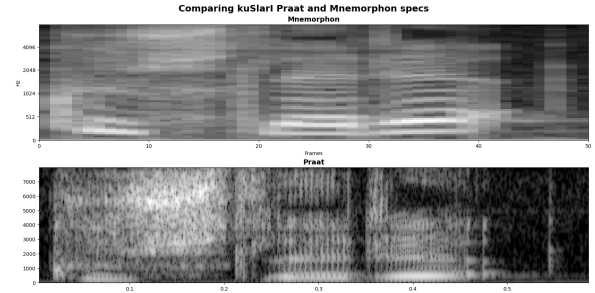 Comparing kuSlarI Praat and Mnemorphon specs
Mnemorphon
Hz
4096
2048
1024
512
0
0 10 20 30 40 50
Frames
Praat
7000
6000
5000
4000
3000
2000
1000
0
0.1 0.2 0.3 0.4 0.5